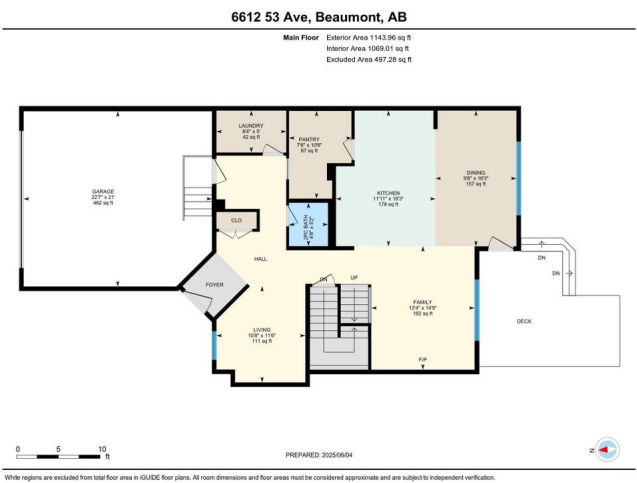 6612 53 Ave, Beaumont, AB
Main Floor Exterior Area 1143.96 sq ft
Interior Area 1069.01 sq ft
Excluded Area 497.28 sq ft
LAUNDRY
8'4" x 5'
42 sq ft
PANTRY
7'8" x 10'8"
67 sq ft
GARAGE
22'7" x 21'
462 sq ft
KITCHEN
11'11" x 16'3"
178 sq ft
DINING
9'8" x 16'3"
157 sq ft
CLO
2PC BATH
4'8" x 5'2"
HALL
FOYER
DN
UP
DN
DN
LIVING
10'8" x 11'8"
111 sq ft
FAMILY
12'4" x 14'9"
182 sq ft
F/P
DECK
0 5 10
ft
PREPARED: 2025/06/04
N
White regions are excluded from total floor area in iGUIDE floor plans. All room dimensions and floor areas must be considered approximate and are subject to independent verification.